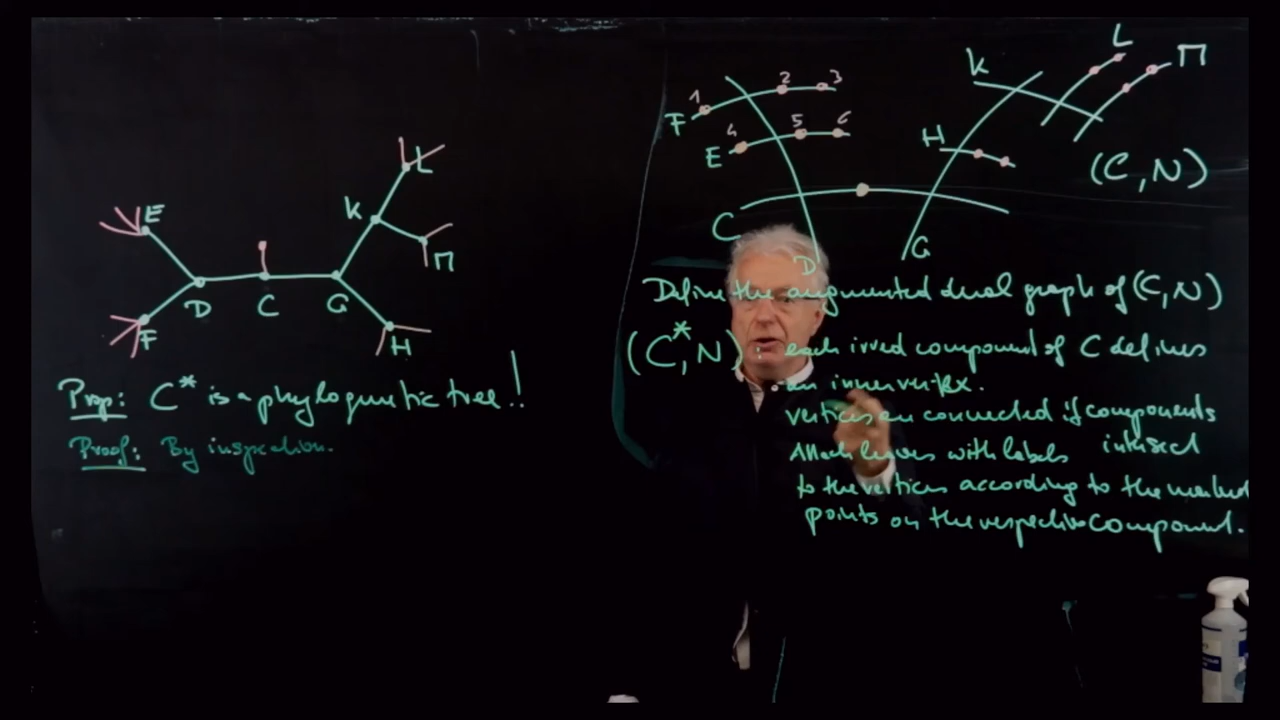 E
D
C
G
F
K
L
M
H
Prop: C* is a phylogenetic tree!
Proof: By inspection.
1 2 3
F
4 5 6
E
C
D
G
H
K
L
M
(C, N)
Define the augmented dual graph of (C, N)
(C*, N): each irred component of C defines
an inner vertex.
vertices are connected if components
intersect
Attach leaves with labels
to the vertices according to the marked
points on the respective component.